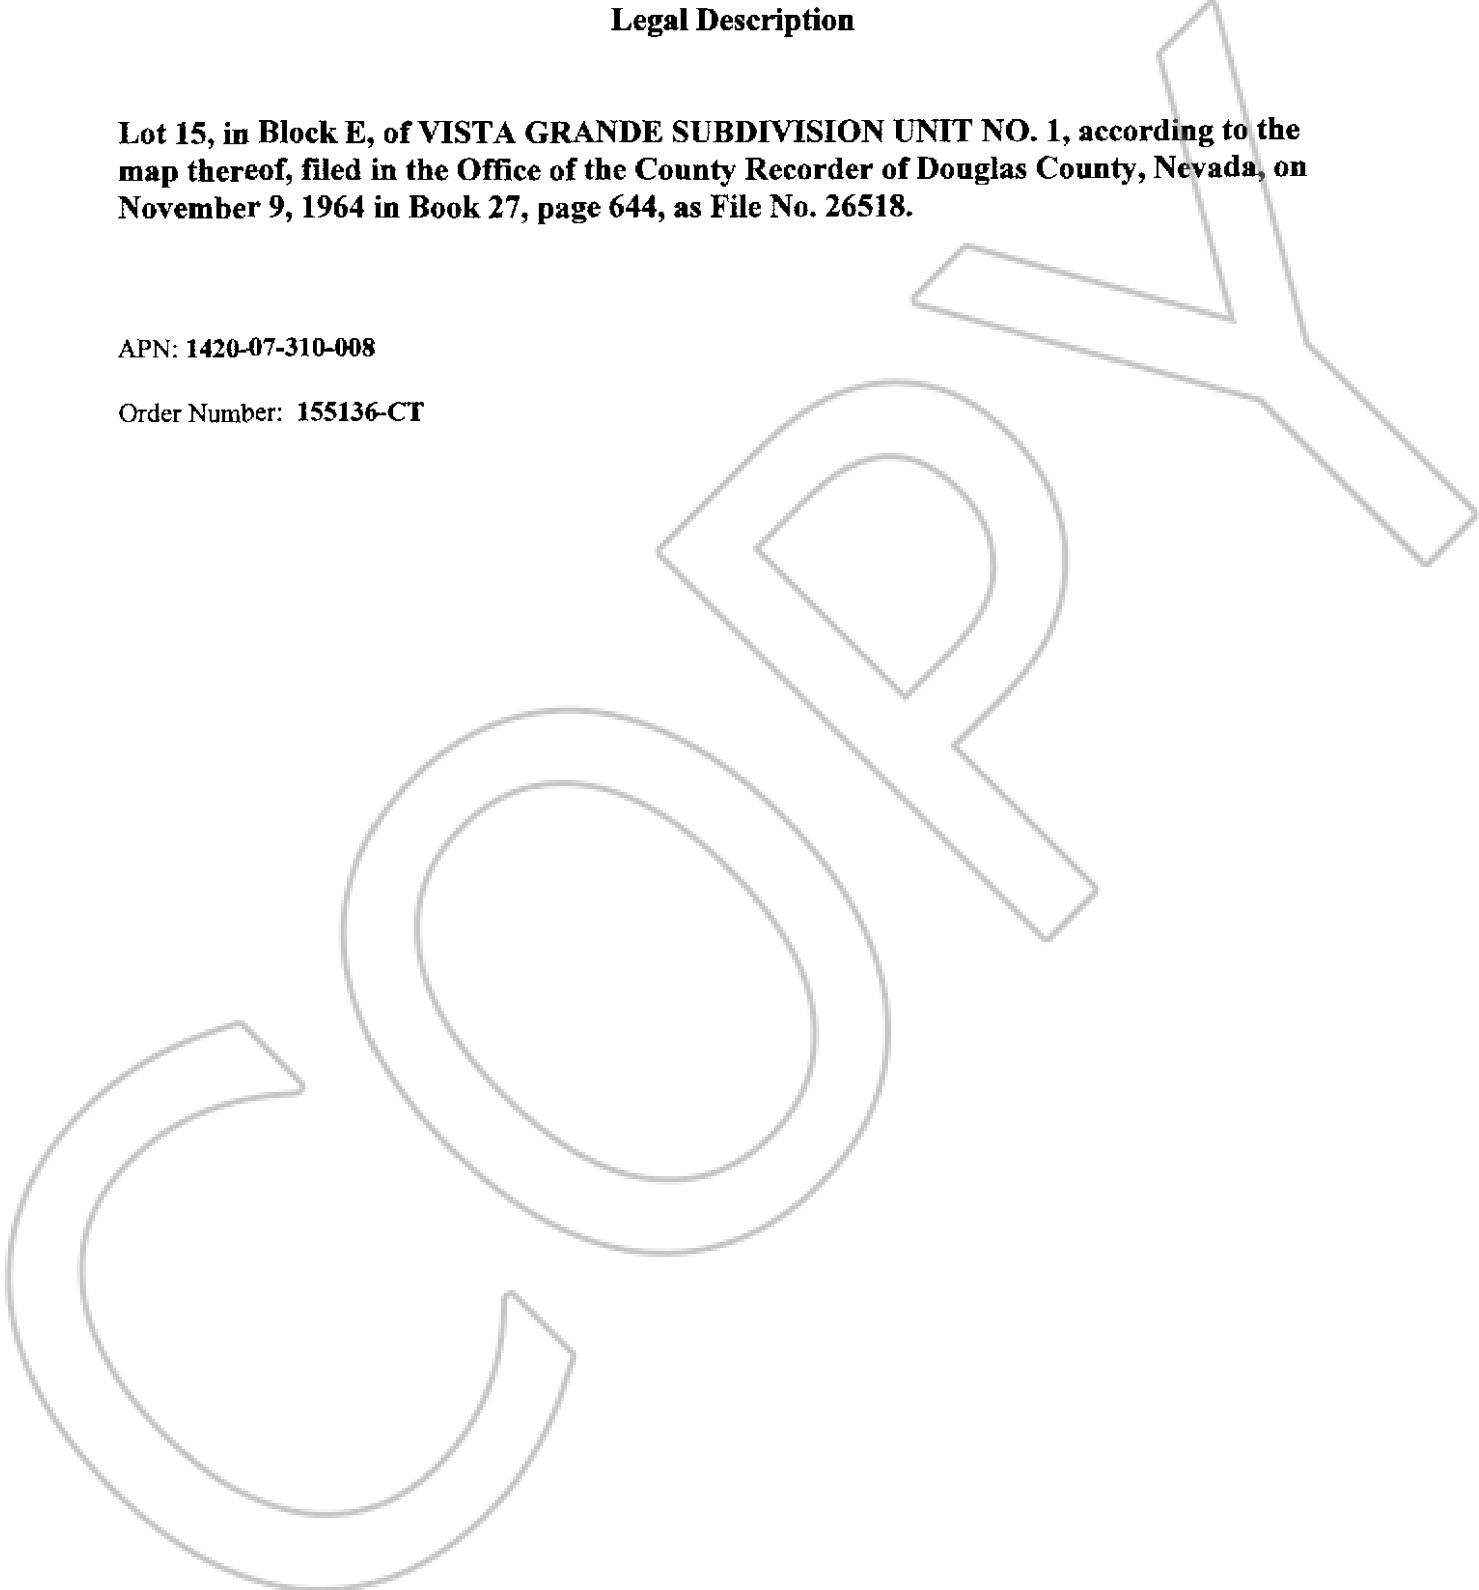 Legal Description
Lot 15, in Block E, of VISTA GRANDE SUBDIVISION UNIT NO. 1, according to the
map thereof, filed in the Office of the County Recorder of Douglas County, Nevada, on
November 9, 1964 in Book 27, page 644, as File No. 26518.
APN: 1420-07-310-008
Order Number: 155136-CT
COPY